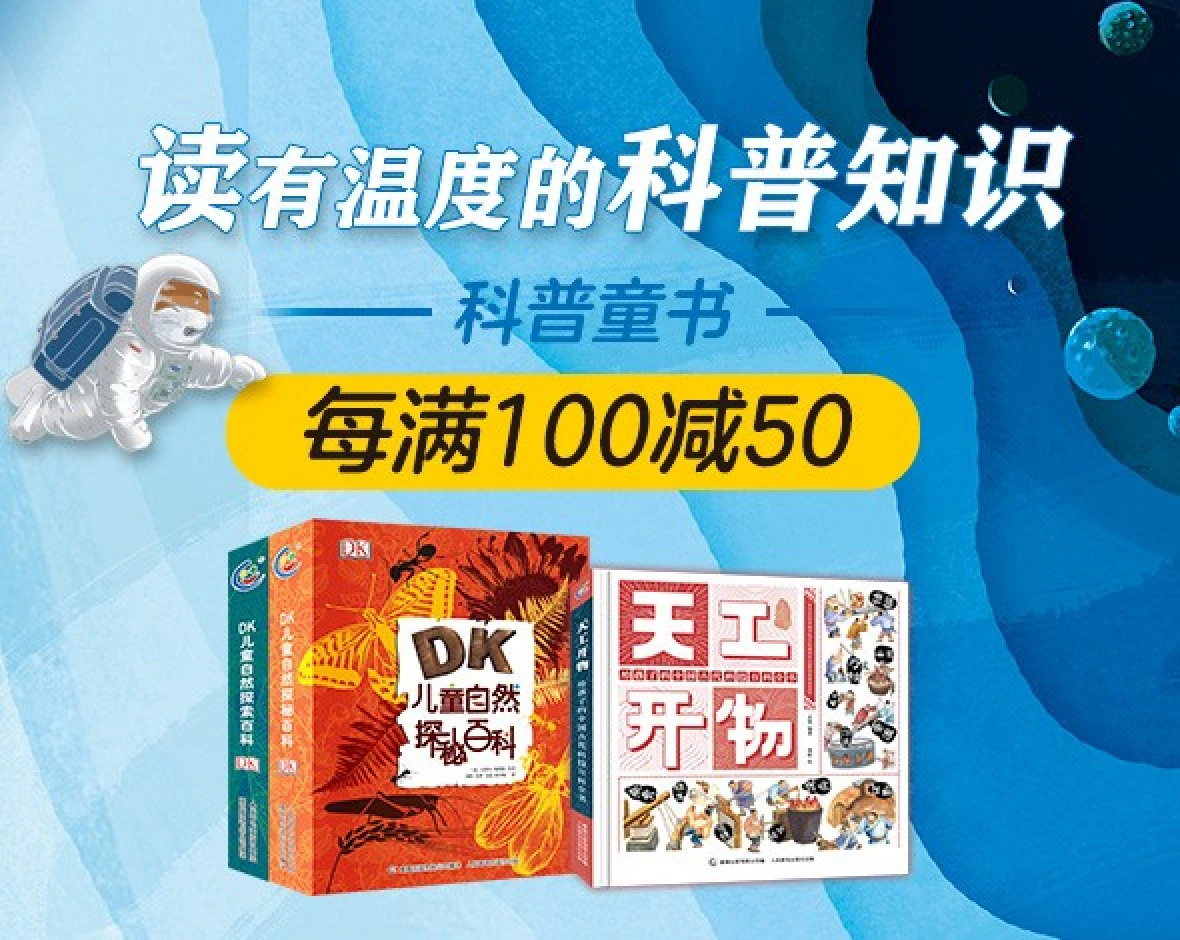 读有温度的科普知识
科普童书
每满100减50
DK儿童自然探索百科
DK
DK儿童自然探秘百科
DK
DK
DK
儿童自然
探秘百科
天工开物
天工
开物